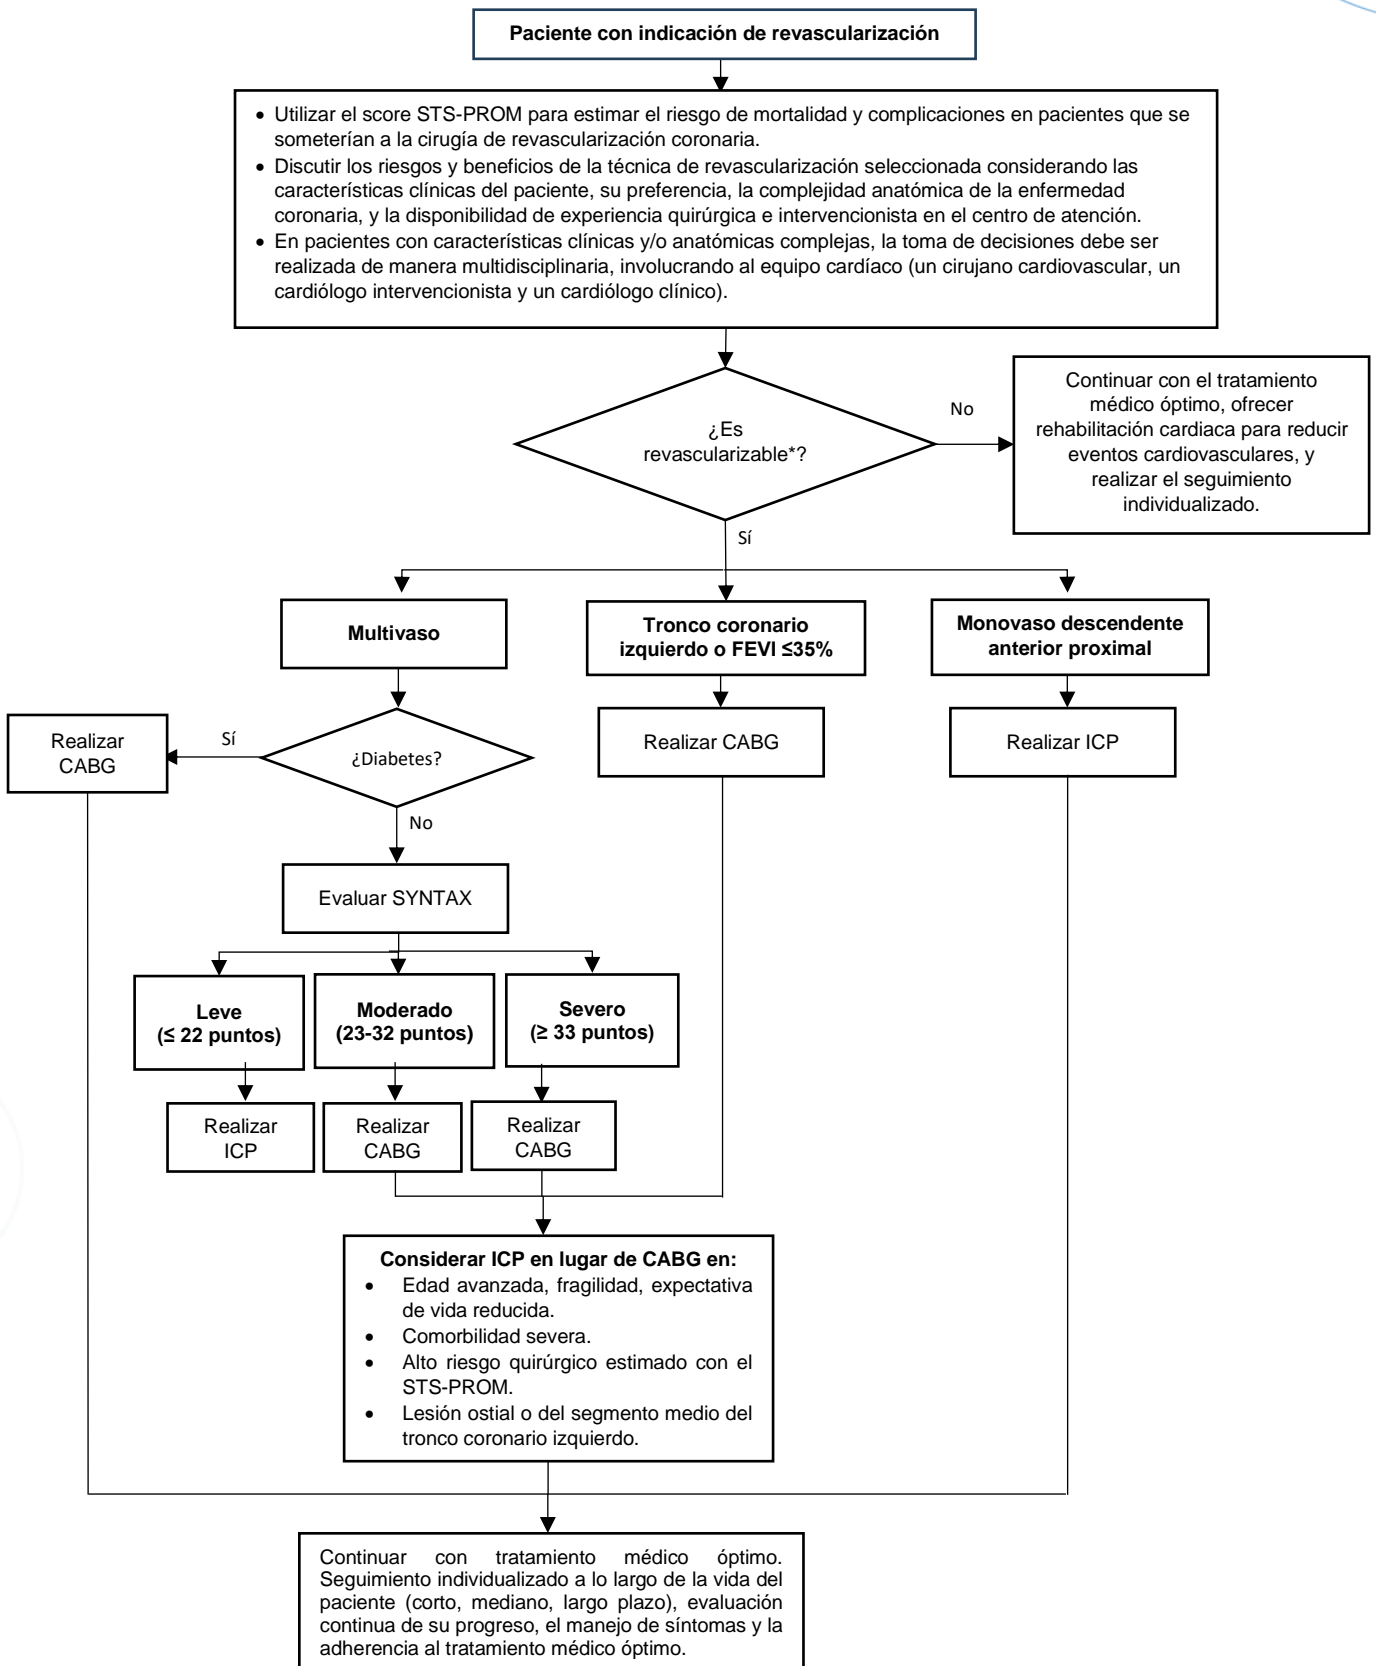 Paciente con indicación de revascularización
• Utilizar el score STS-PROM para estimar el riesgo de mortalidad y complicaciones en pacientes que se
someterían a la cirugía de revascularización coronaria.
• Discutir los riesgos y beneficios de la técnica de revascularización seleccionada considerando las
características clínicas del paciente, su preferencia, la complejidad anatómica de la enfermedad
coronaria, y la disponibilidad de experiencia quirúrgica e intervencionista en el centro de atención.
• En pacientes con características clínicas y/o anatómicas complejas, la toma de decisiones debe ser
realizada de manera multidisciplinaria, involucrando al equipo cardíaco (un cirujano cardiovascular, un
cardiólogo intervencionista y un cardiólogo clínico).
¿Es
revascularizable*?
No
Continuar con el tratamiento
médico óptimo, ofrecer
rehabilitación cardiaca para reducir
eventos cardiovasculares, y
realizar el seguimiento
individualizado.
Sí
Multivaso
Tronco coronario
izquierdo o FEVI ≤35%
Monovaso descendente
anterior proximal
Realizar
CABG
Sí
¿Diabetes?
Realizar CABG
Realizar ICP
No
Evaluar SYNTAX
Leve
(≤ 22 puntos)
Moderado
(23-32 puntos)
Severo
(≥ 33 puntos)
Realizar
ICP
Realizar
CABG
Realizar
CABG
Considerar ICP en lugar de CABG en:
• Edad avanzada, fragilidad, expectativa
de vida reducida.
• Comorbilidad severa.
• Alto riesgo quirúrgico estimado con el
STS-PROM.
• Lesión ostial o del segmento medio del
tronco coronario izquierdo.
Continuar con tratamiento médico óptimo.
Seguimiento individualizado a lo largo de la vida del
paciente (corto, mediano, largo plazo), evaluación
continua de su progreso, el manejo de síntomas y la
adherencia al tratamiento médico óptimo.